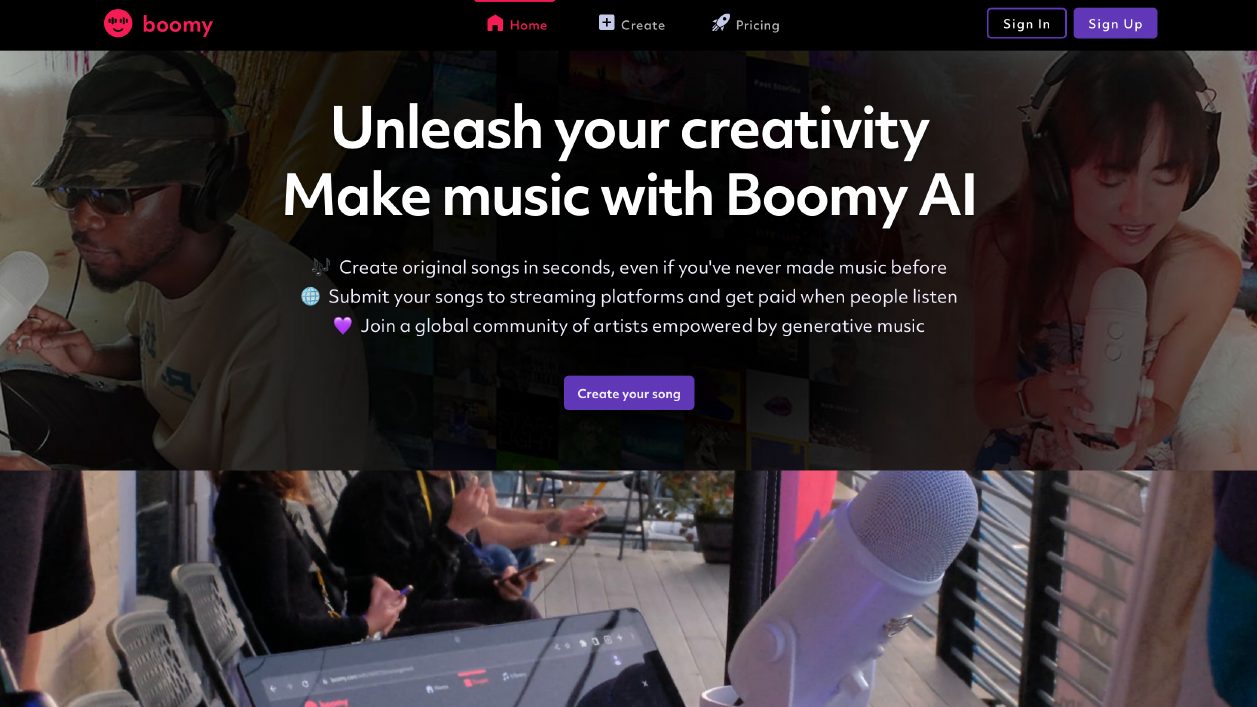 boomy
Home
Create
Pricing
Sign In
Sign Up
Unleash your creativity
Make music with Boomy AI
Create original songs in seconds, even if you've never made music before
Submit your songs to streaming platforms and get paid when people listen
Join a global community of artists empowered by generative music
Create your song
boomy